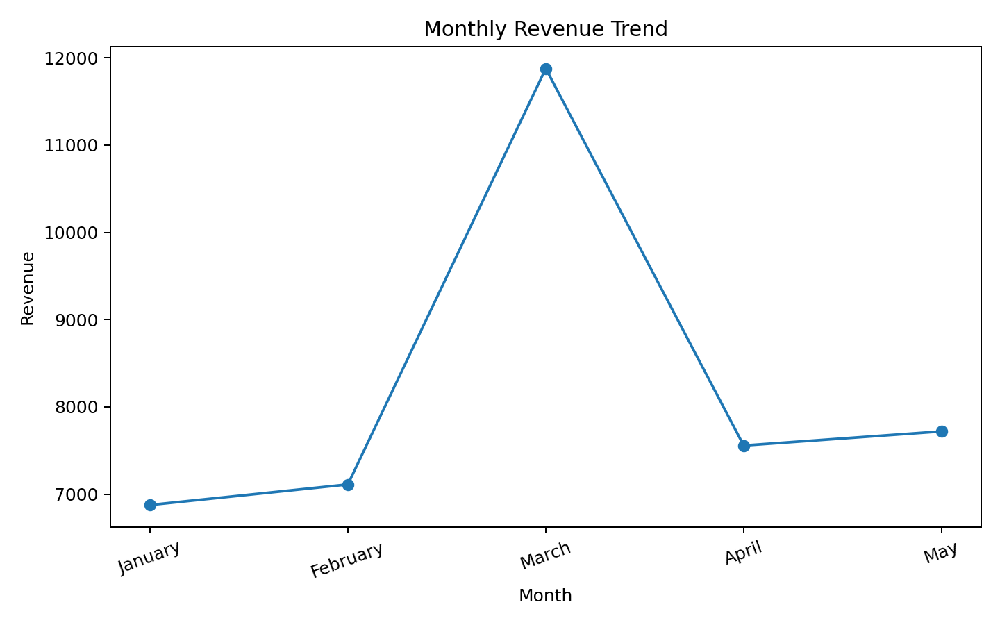 Monthly Revenue Trend
12000
11000
10000
9000
8000
7000
Revenue
January
February
March
April
May
Month